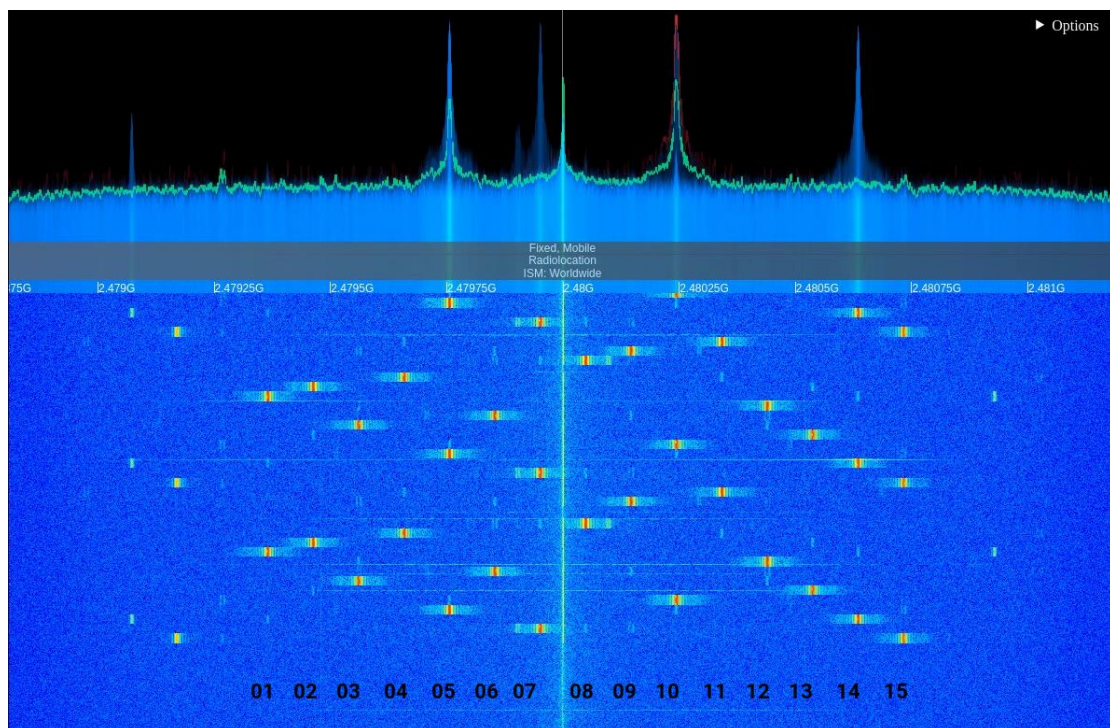 ▶ Options
Fixed, Mobile
Radiolocation
ISM: Worldwide
975G 2.479G 2.47925G 2.4795G 2.47975G 2.48G 2.48025G 2.4805G 2.48075G 2.481G
01 02 03 04 05 06 07 08 09 10 11 12 13 14 15